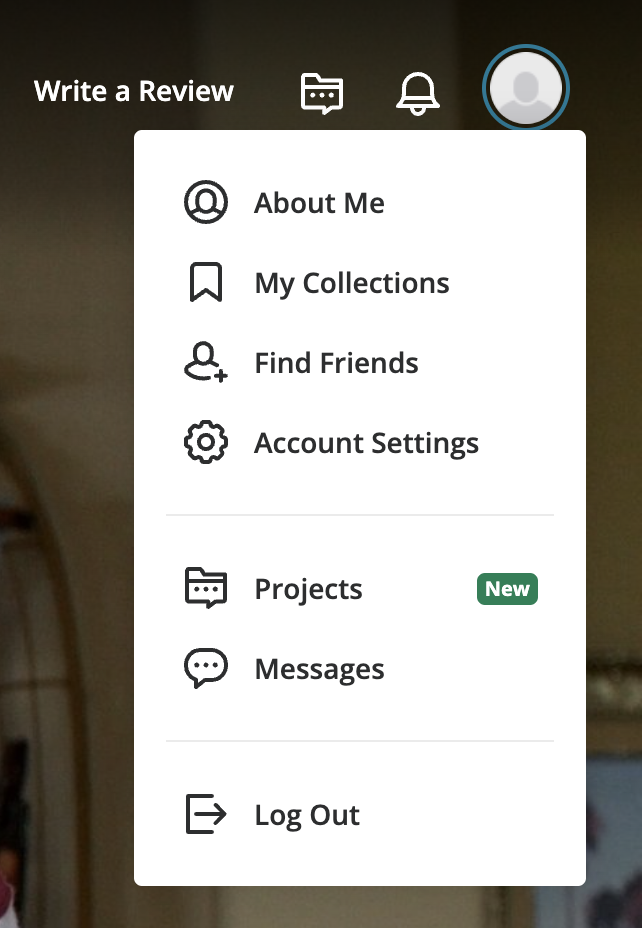 Write a Review
About Me
My Collections
Find Friends
Account Settings
Projects New
Messages
Log Out